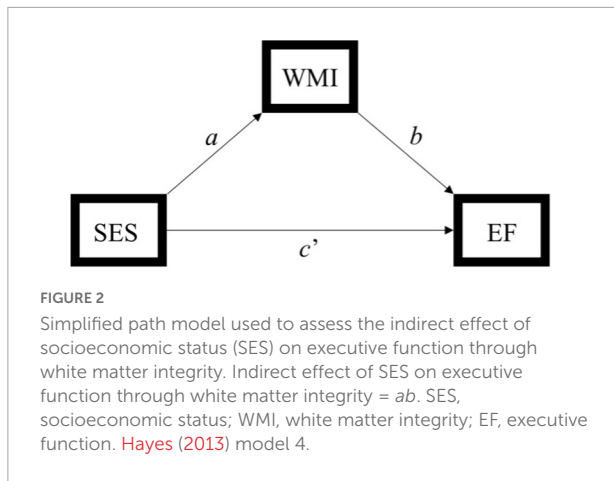 WMI
a
b
SES
EF
c’
FIGURE 2
Simplified path model used to assess the indirect effect of
socioeconomic status (SES) on executive function through
white matter integrity. Indirect effect of SES on executive
function through white matter integrity = ab. SES,
socioeconomic status; WMI, white matter integrity; EF, executive
function. Hayes (2013) model 4.